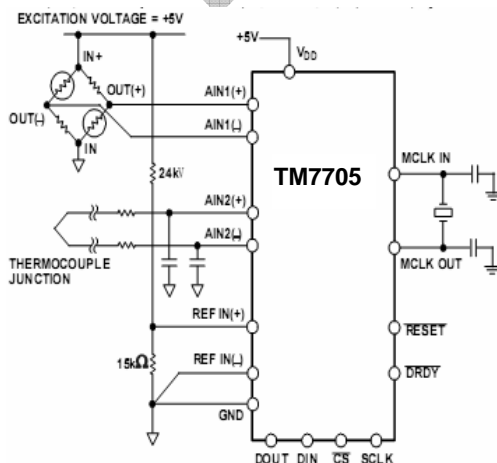 EXCITATION VOLTAGE = +5V
+5V
VDD
IN+
OUT(+)
AIN1(+)
OUT(-)
AIN1(-)
IN
TM7705
MCLK IN
24kV
AIN2(+)
AIN2(-)
THERMOCOUPLE
JUNCTION
MCLK OUT
REF IN(+)
RESET
15kΩ
REF IN(-)
DRDY
GND
DOUT DIN CS SCLK